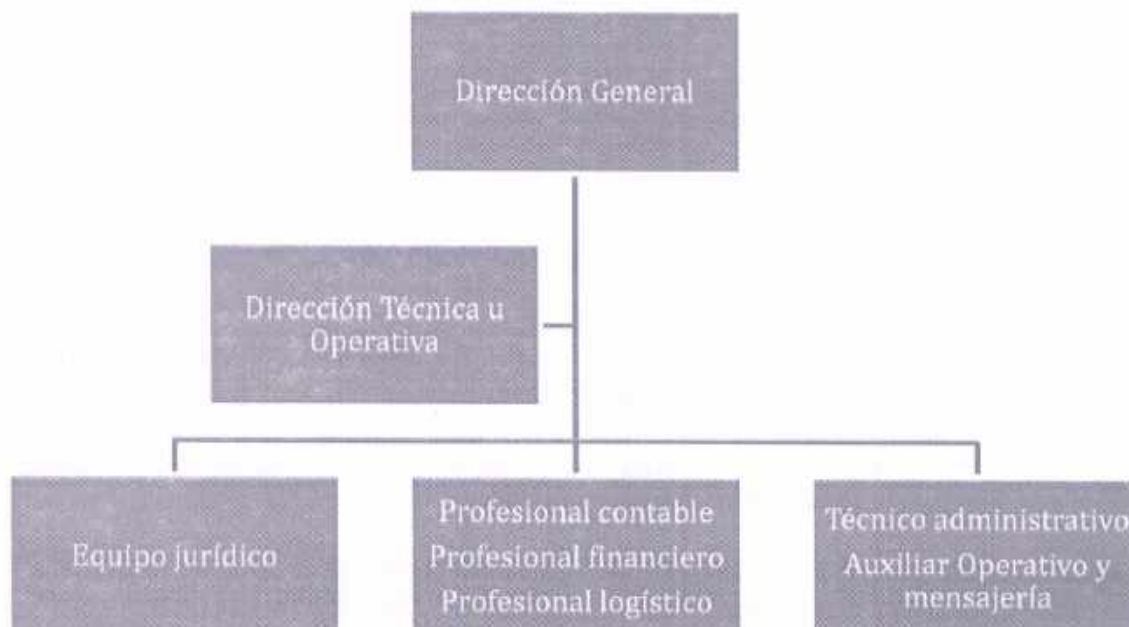 Dirección General
Dirección Técnica u
Operativa
Equipo jurídico
Profesional contable
Profesional financiero
Profesional logístico
Técnico administrativo
Auxiliar Operativo y
mensajería